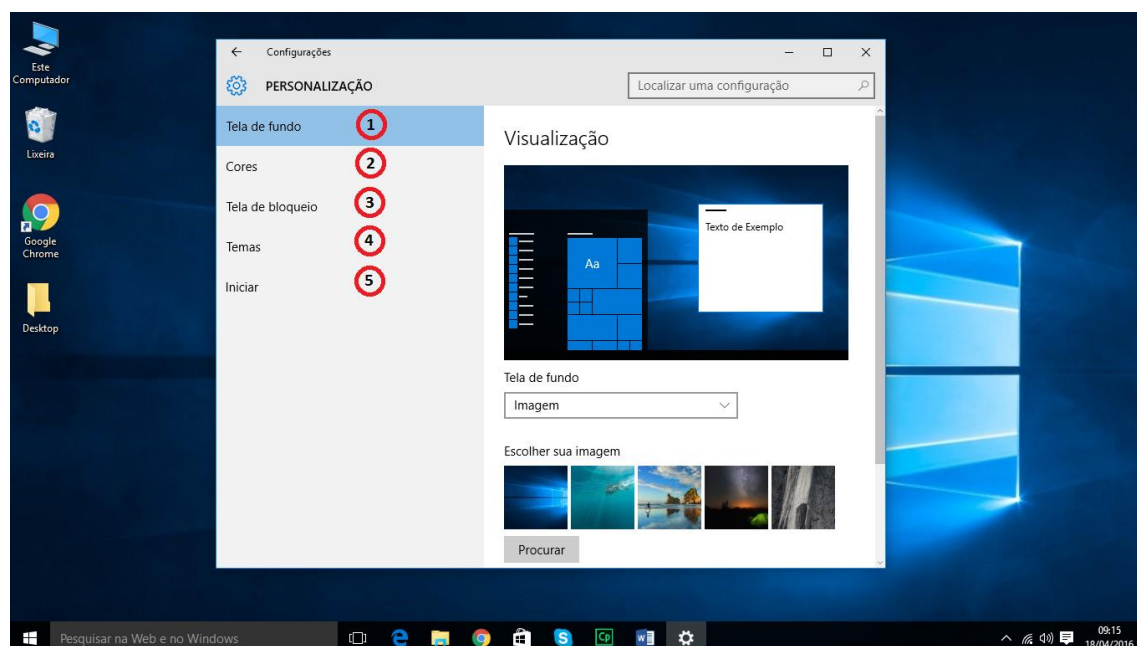 Este
Computador
Lixeira
Google
Chrome
Desktop
Configurações
PERSONALIZAÇÃO
Localizar uma configuração
Tela de fundo 1
Cores 2
Tela de bloqueio 3
Temas 4
Iniciar 5
Visualização
Texto de Exemplo
Aa
Tela de fundo
Imagem
Escolher sua imagem
Procurar
Pesquisar na Web e no Windows
e
S
Cp
W
09:15
18/04/2016